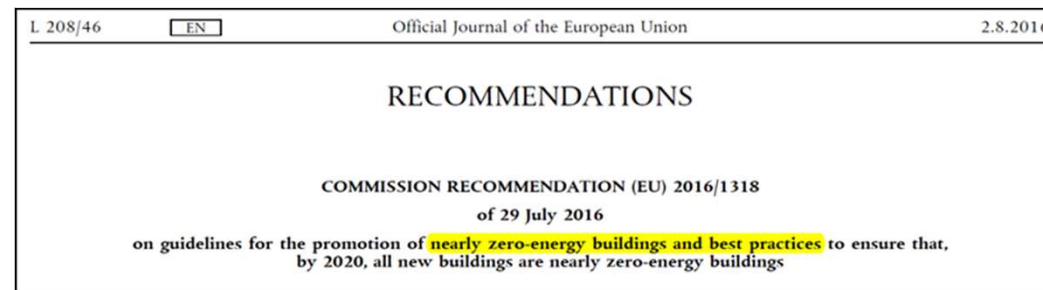 L 208/46 EN Official Journal of the European Union 2.8.2016
RECOMMENDATIONS
COMMISSION RECOMMENDATION (EU) 2016/1318
of 29 July 2016
on guidelines for the promotion of nearly zero-energy buildings and best practices to ensure that,
by 2020, all new buildings are nearly zero-energy buildings